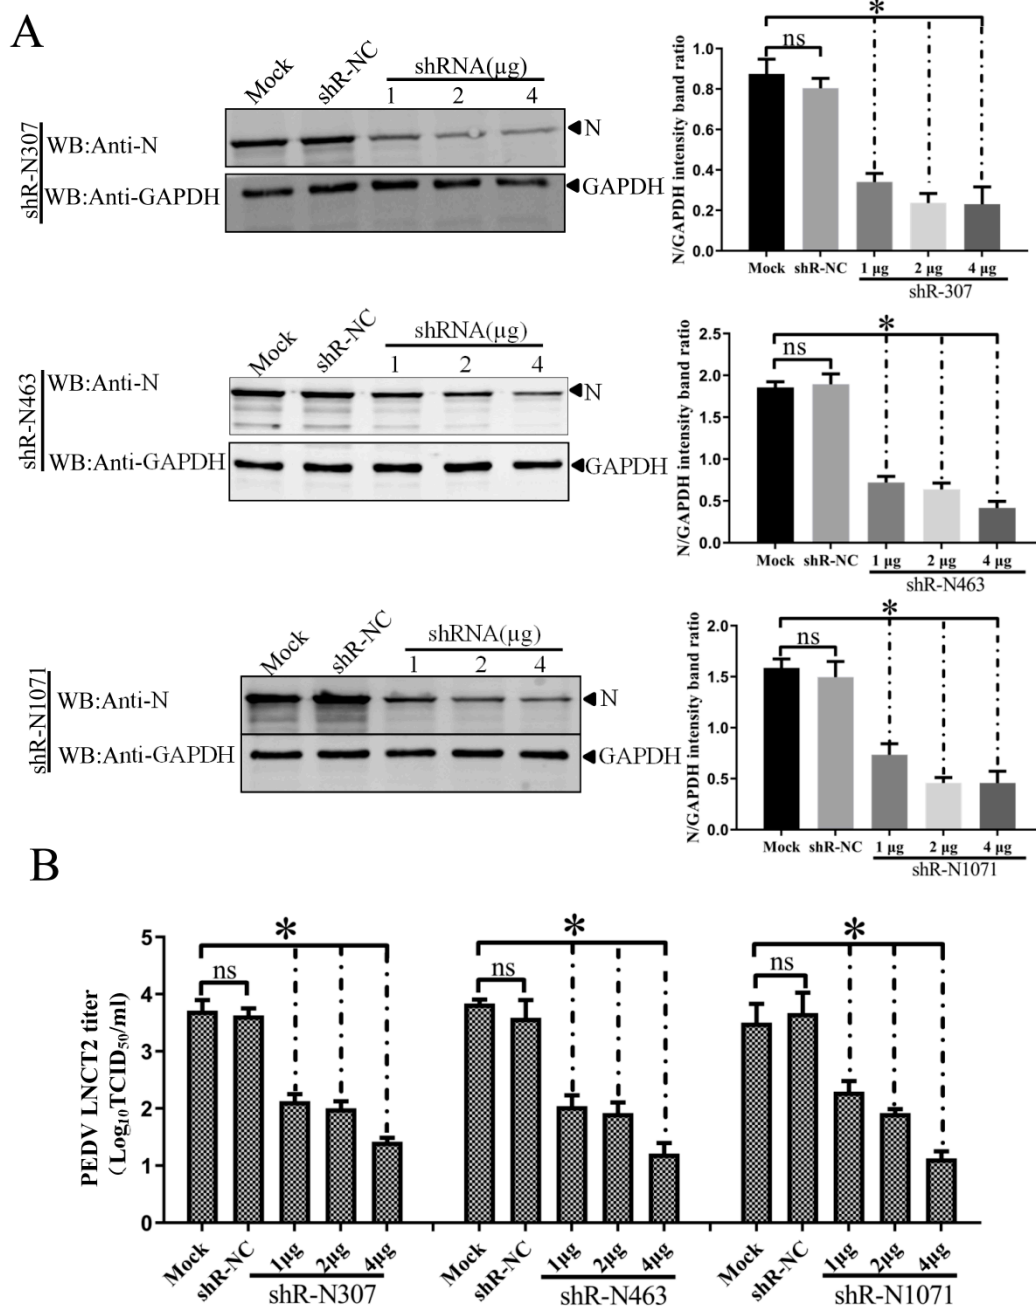 A
Mock shR-NC shRNA(µg)
1 2 4
shR-N307
WB:Anti-N
N
WB:Anti-GAPDH
GAPDH
*
ns
N/GAPDH intensity band ratio
1.0
0.8
0.6
0.4
0.2
0.0
Mock shR-NC 1 µg 2 µg 4 µg
shR-307
Mock shR-NC shRNA(µg)
1 2 4
shR-N463
WB:Anti-N
N
WB:Anti-GAPDH
GAPDH
*
ns
N/GAPDH intensity band ratio
2.5
2.0
1.5
1.0
0.5
0.0
Mock shR-NC 1 µg 2 µg 4 µg
shR-N463
Mock shR-NC shRNA(µg)
1 2 4
shR-N1071
WB:Anti-N
N
WB:Anti-GAPDH
GAPDH
*
ns
N/GAPDH intensity band ratio
2.0
1.5
1.0
0.5
0.0
Mock shR-NC 1 µg 2 µg 4 µg
shR-N1071
B
PEDV LNCT2 titer
(Log₁₀TCID₅₀/ml)
5
4
3
2
1
0
* * *
ns ns ns
Mock shR-NC 1µg 2µg 4µg Mock shR-NC 1µg 2µg 4µg Mock shR-NC 1µg 2µg 4µg
shR-N307 shR-N463 shR-N1071